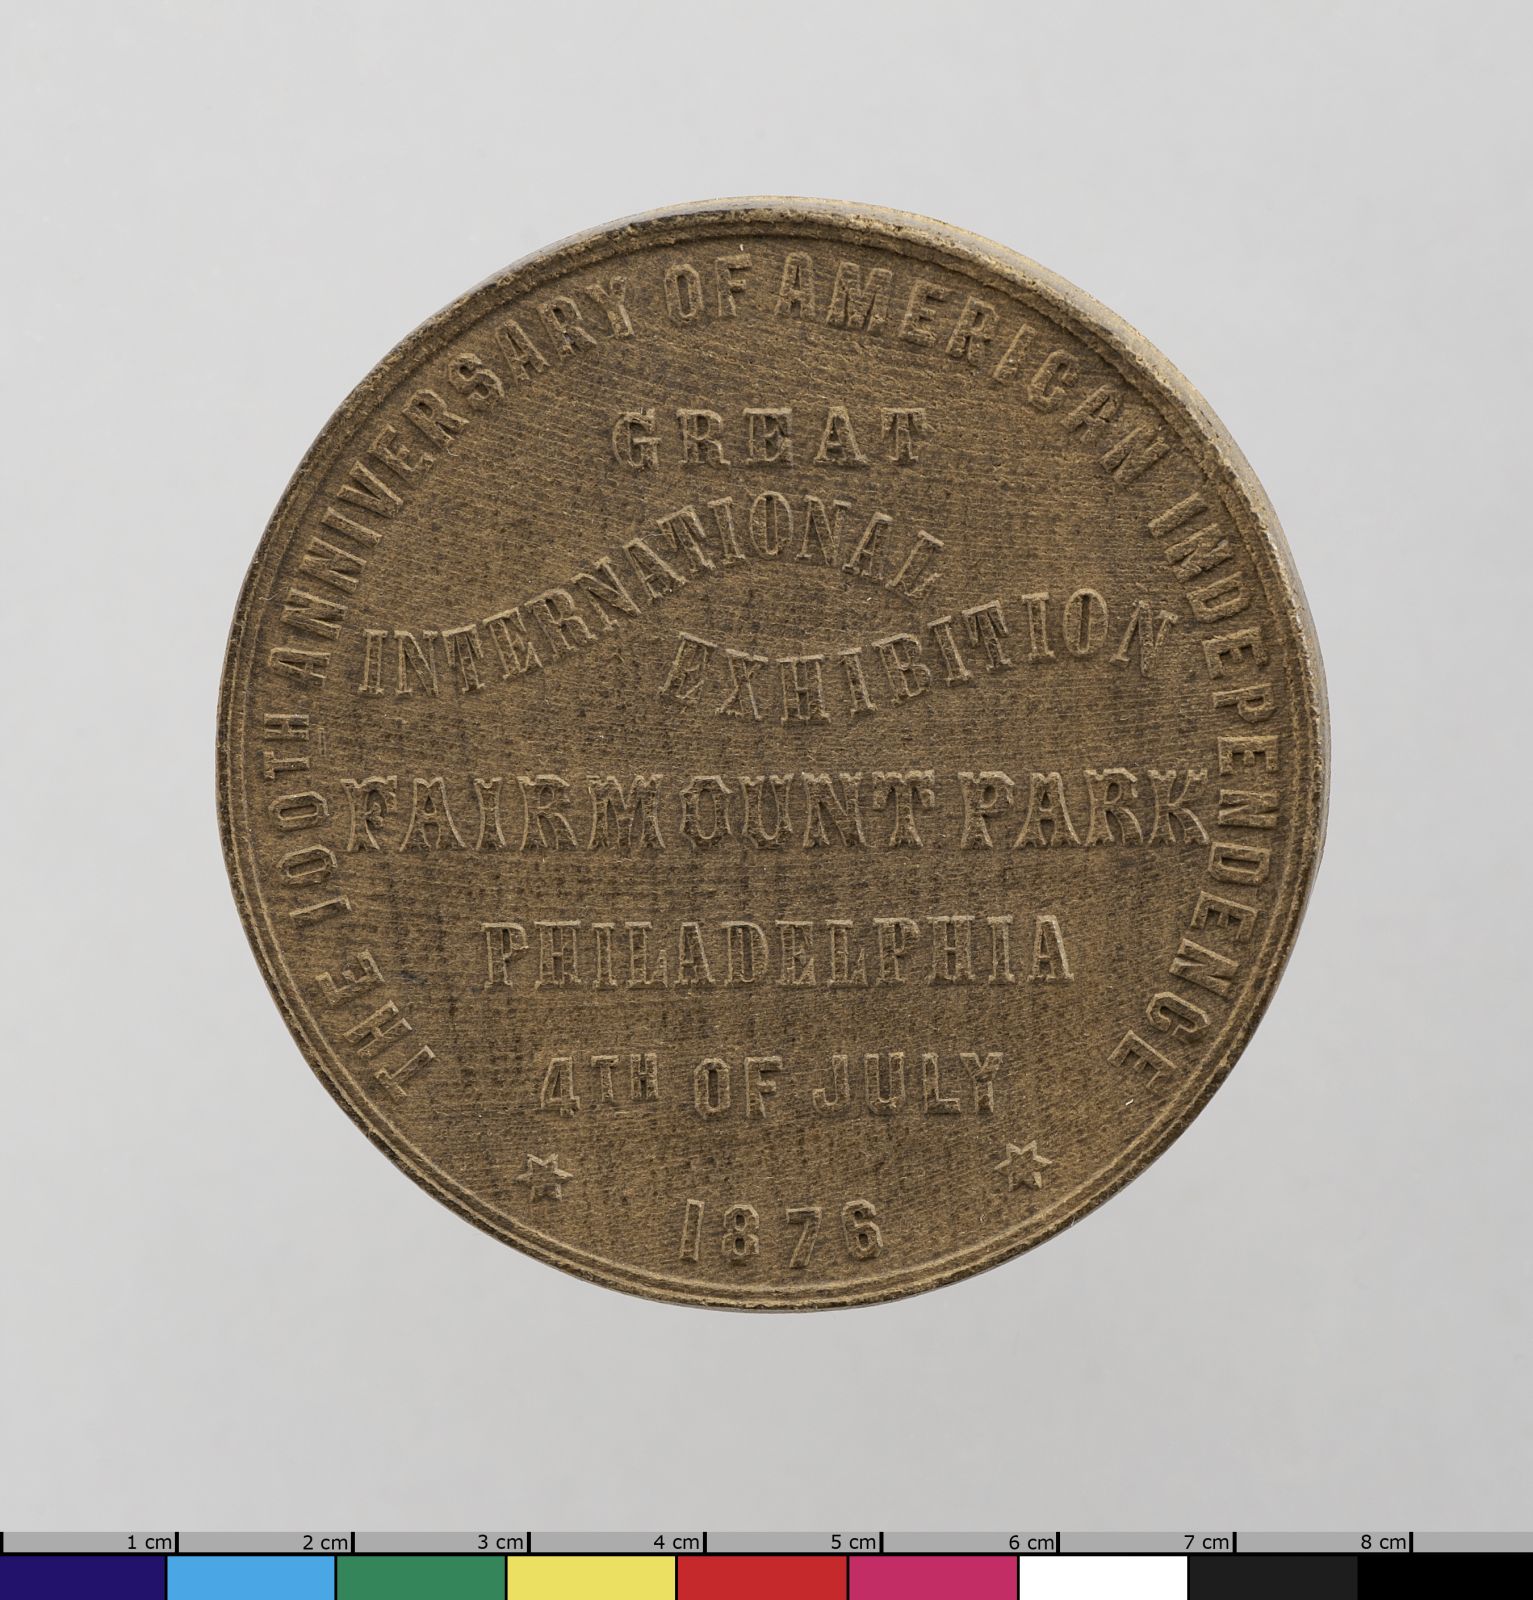 THE 100TH ANNIVERSARY OF AMERICAN INDEPENDENCE
GREAT
INTERNATIONAL
EXHIBITION
FAIRMOUNT PARK
PHILADELPHIA
4TH OF JULY
1876
1 cm 2 cm 3 cm 4 cm 5 cm 6 cm 7 cm 8 cm